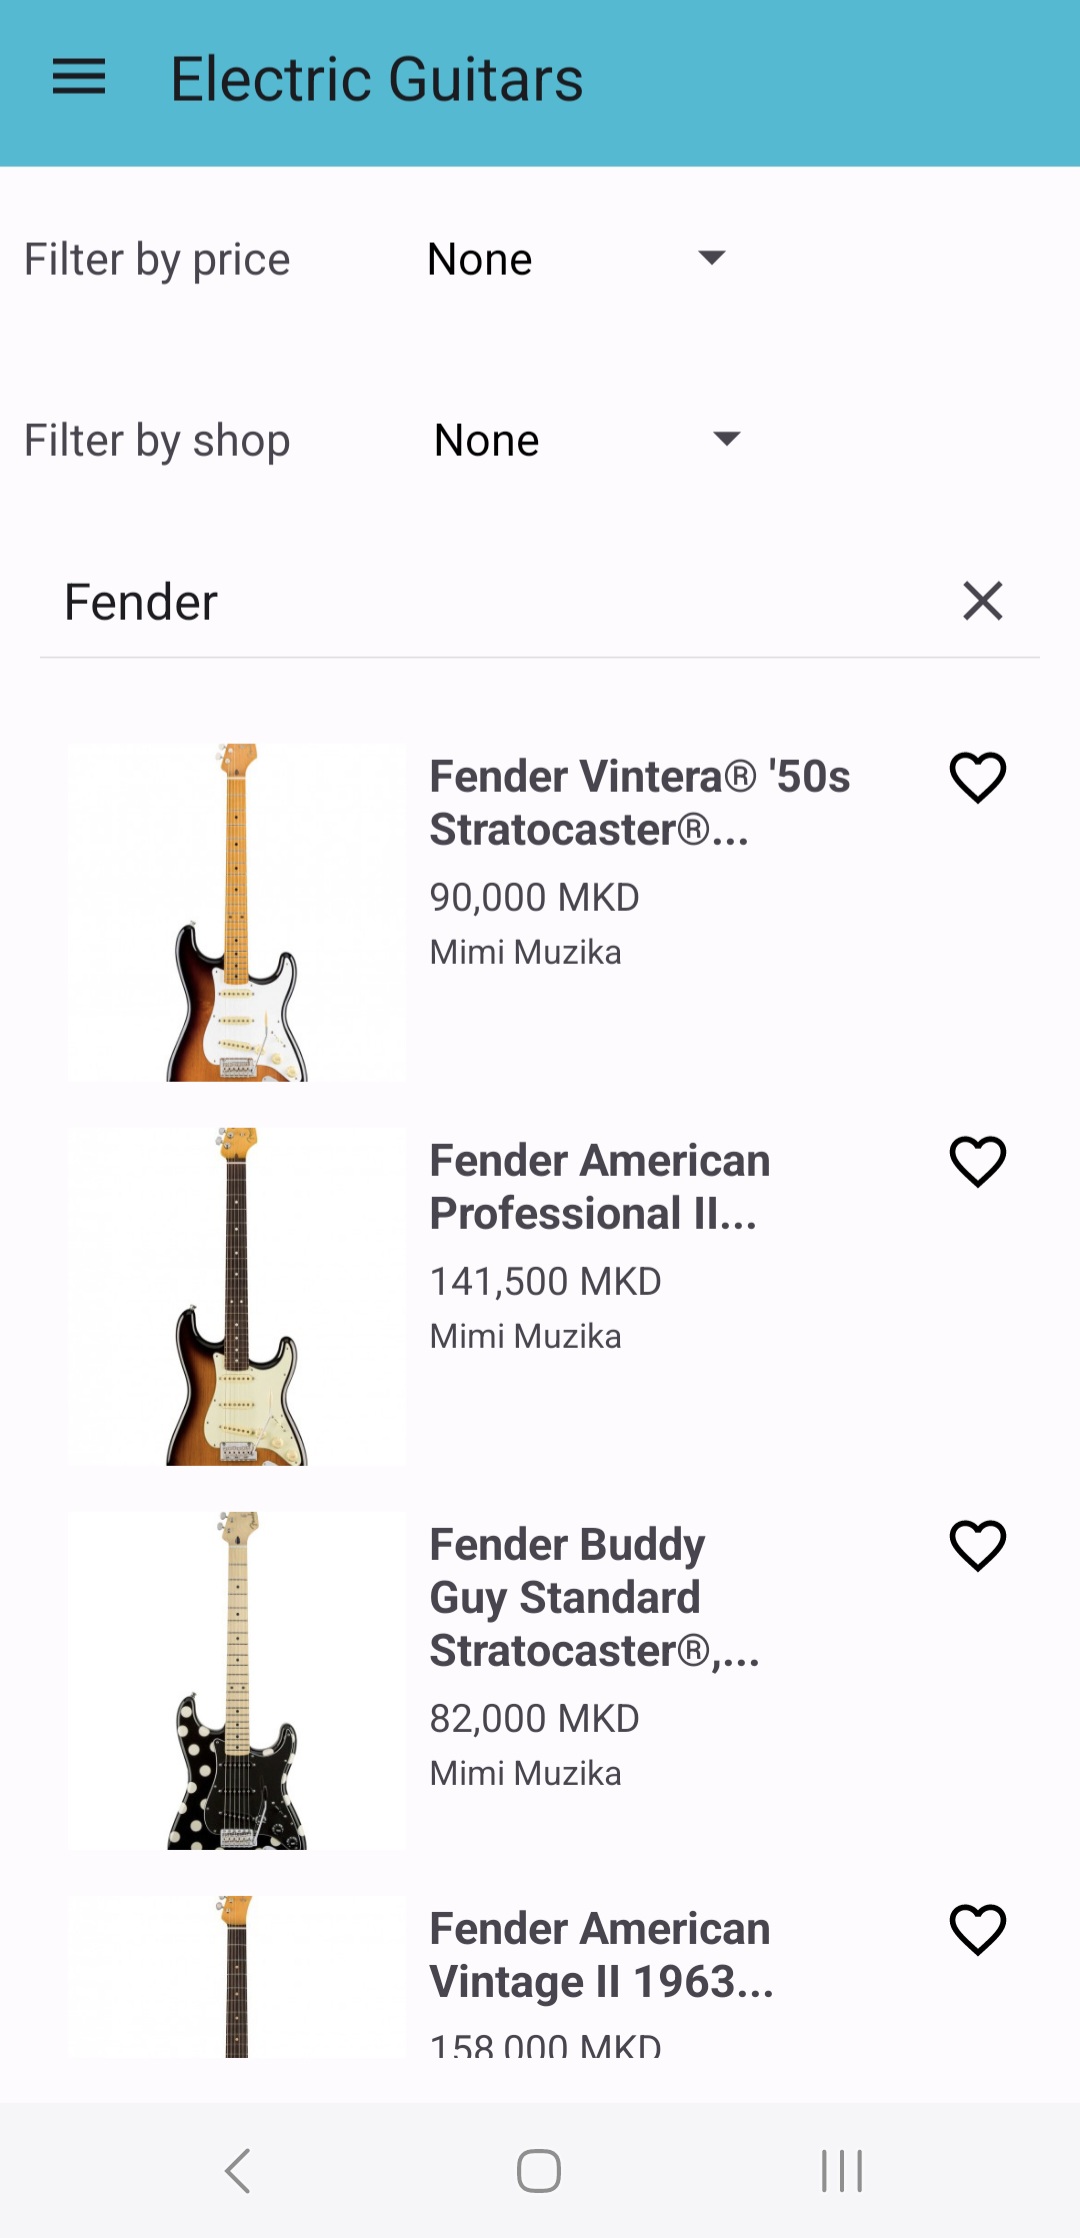 Electric Guitars
Filter by price
None
Filter by shop
None
Fender
Fender Vintera® '50s
Stratocaster®...
90,000 MKD
Mimi Muzika
Fender American
Professional II...
141,500 MKD
Mimi Muzika
Fender Buddy
Guy Standard
Stratocaster®,...
82,000 MKD
Mimi Muzika
Fender American
Vintage II 1963...
158,000 MKD